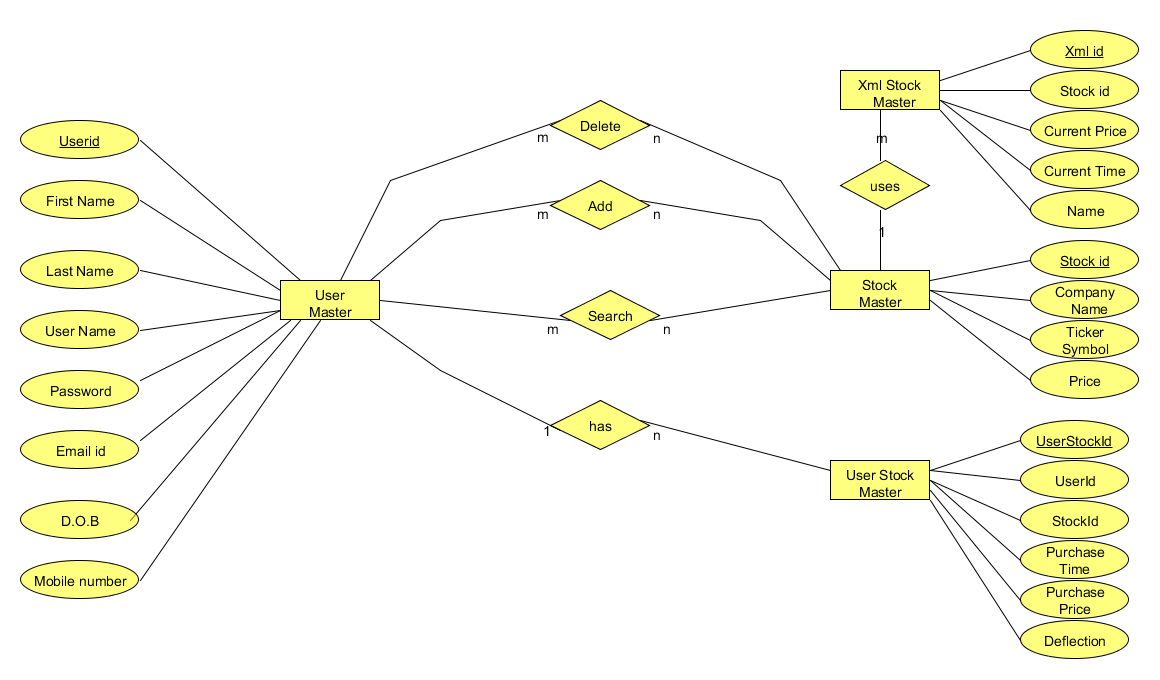 Xml id
Xml Stock
Master
Stock id
Delete
m
n
Current Price
Userid
m
Current Time
uses
First Name
Add
m
n
Name
1
Stock id
Last Name
User
Master
Stock
Master
Company
Name
Search
m
n
User Name
Ticker
Symbol
Password
Price
has
1
n
Email id
UserStockId
User Stock
Master
UserId
D.O.B
StockId
Purchase
Time
Mobile number
Purchase
Price
Deflection